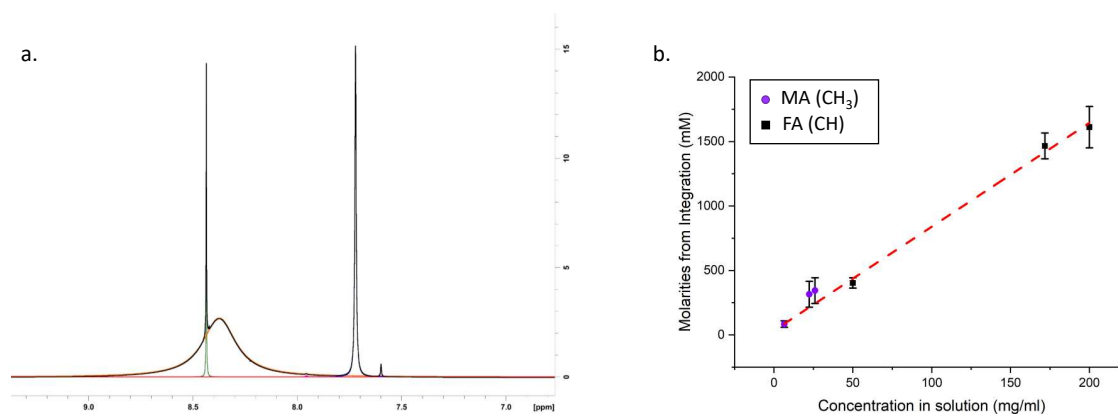 a.
15
10
5
0
9.0 8.5 8.0 7.5 7.0 [ppm]
b.
2000
1500
1000
500
0
Molarities from Integration (mM)
MA (CH₃)
FA (CH)
0 50 100 150 200
Concentration in solution (mg/ml)